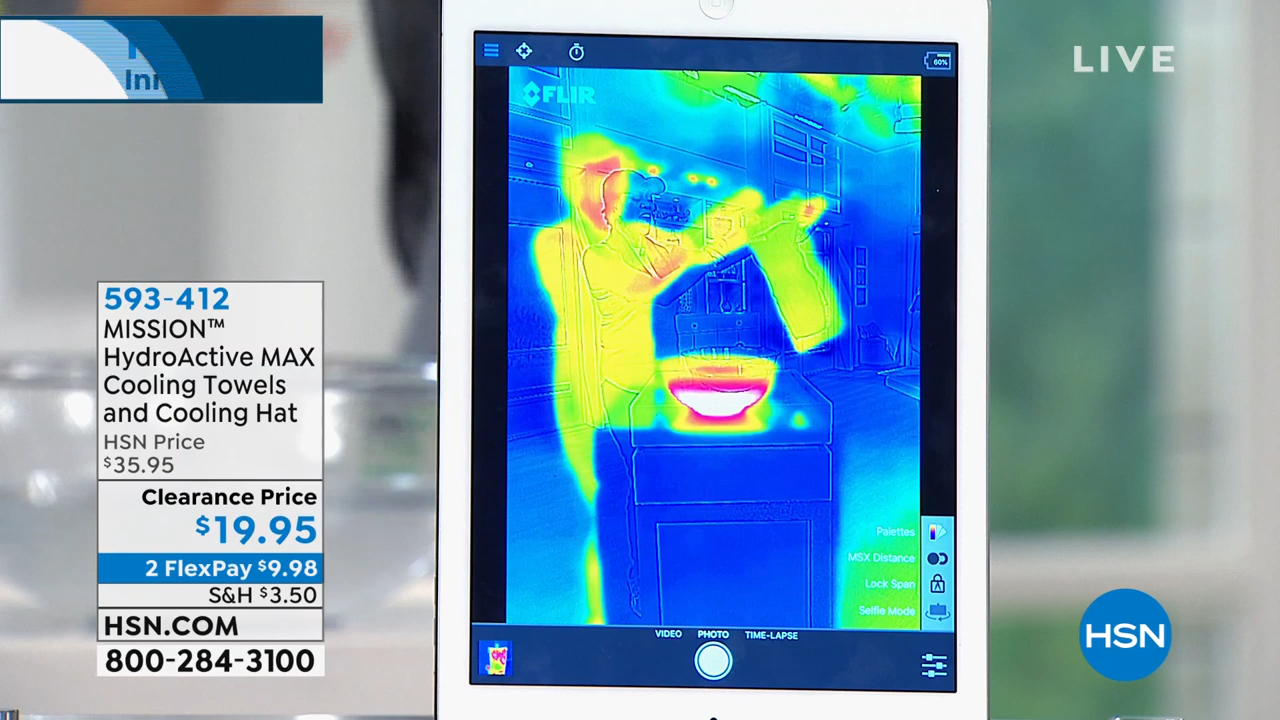 LIVE
60%
FLIR
593-412
MISSION™
HydroActive MAX
Cooling Towels
and Cooling Hat
HSN Price
$35.95
Clearance Price
$19.95
2 FlexPay $9.98
S&H $3.50
HSN.COM
800-284-3100
Palettes
MSX Distance
Lock Span
Selfie Mode
VIDEO PHOTO TIME-LAPSE
HSN